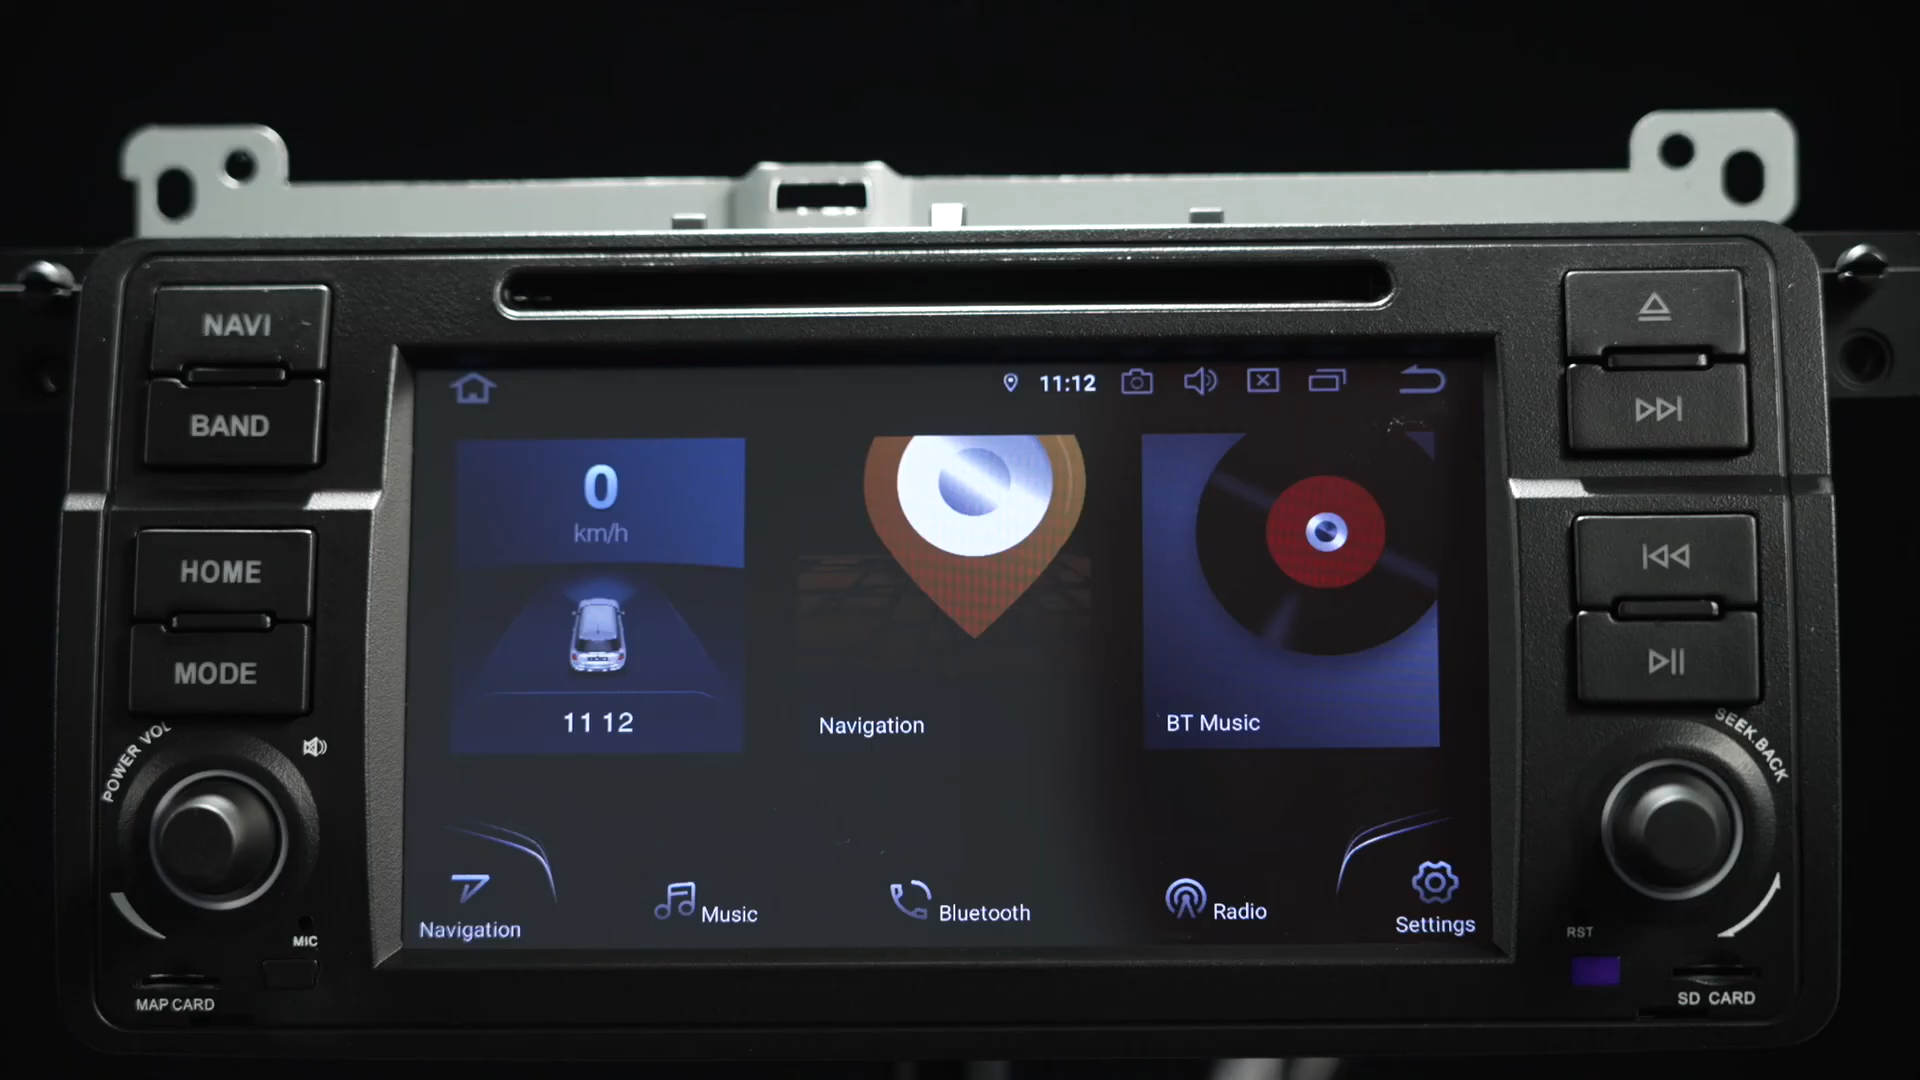 NAVI
BAND
HOME
MODE
POWER VOL
MIC
MAP CARD
11:12
0
km/h
11 12
Navigation
BT Music
Navigation
Music
Bluetooth
Radio
Settings
SEEK.BACK
RST
SD CARD